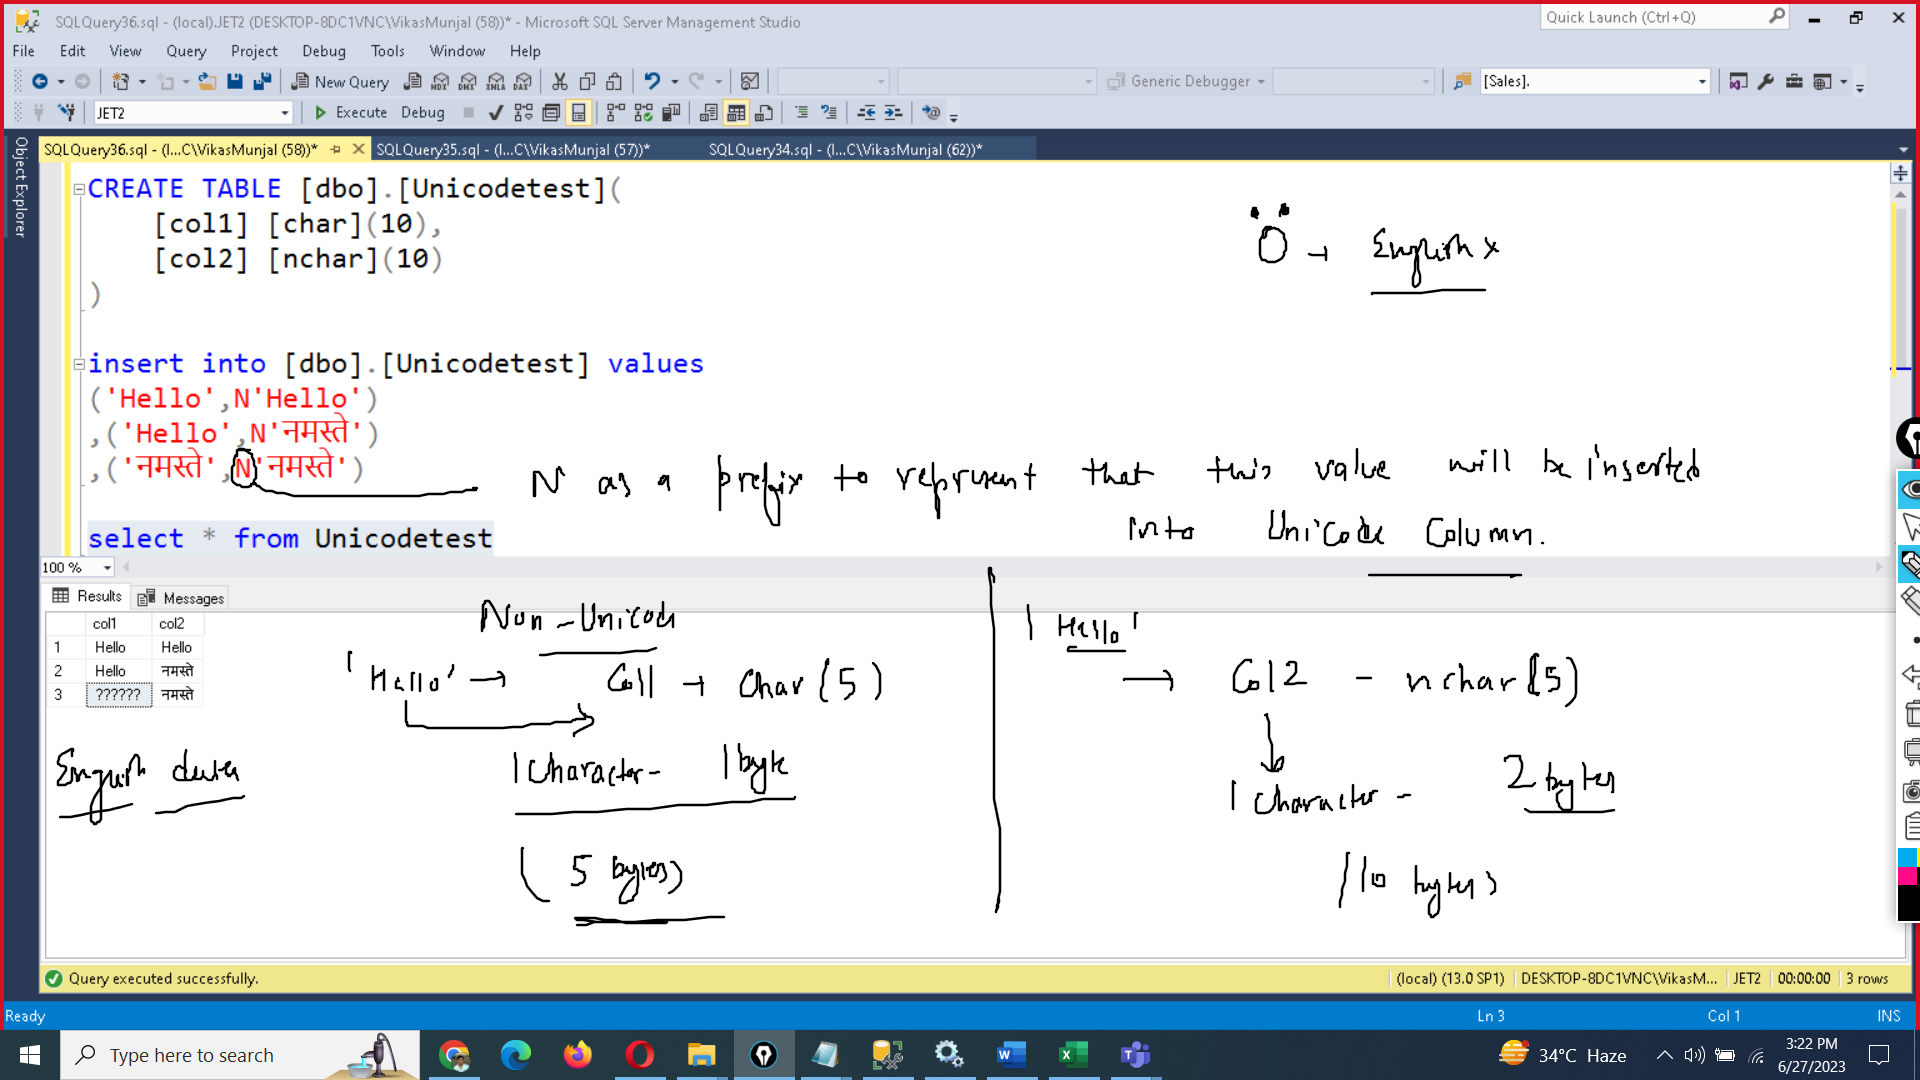 SQLQuery36.sql - (local).JET2 (DESKTOP-8DC1VNC\VikasMunjal (58))* - Microsoft SQL Server Management Studio
Quick Launch (Ctrl+Q)
File Edit View Query Project Debug Tools Window Help
New Query MDX DMX XMLA DAX Generic Debugger [Sales].
JET2 Execute Debug
Object Explorer
SQLQuery36.sql - (l...C\VikasMunjal (58))* SQLQuery35.sql - (l...C\VikasMunjal (57))* SQLQuery34.sql - (l...C\VikasMunjal (62))*
CREATE TABLE [dbo].[Unicodetest](
[col1] [char](10),
[col2] [nchar](10)
)
Ö → English x
insert into [dbo].[Unicodetest] values
('Hello',N'Hello')
,('Hello',N'नमस्ते')
,('नमस्ते',N'नमस्ते')
N as a prefix to represent that this value will be inserted
into Unicode Column.
select * from Unicodetest
100 %
Results Messages
col1 col2
1 Hello Hello
2 Hello नमस्ते
3 ?????? नमस्ते
Non-Unicode
'Hello' → Col1 → Char(5)
1 Character - 1 byte
(5 bytes)
English data
'Hello'
→ Col2 - nchar(5)
1 Character - 2 bytes
(10 bytes)
Query executed successfully. (local) (13.0 SP1) DESKTOP-8DC1VNC\VikasM... JET2 00:00:00 3 rows
Ready Ln 3 Col 1 INS
Type here to search 34°C Haze 3:22 PM
6/27/2023